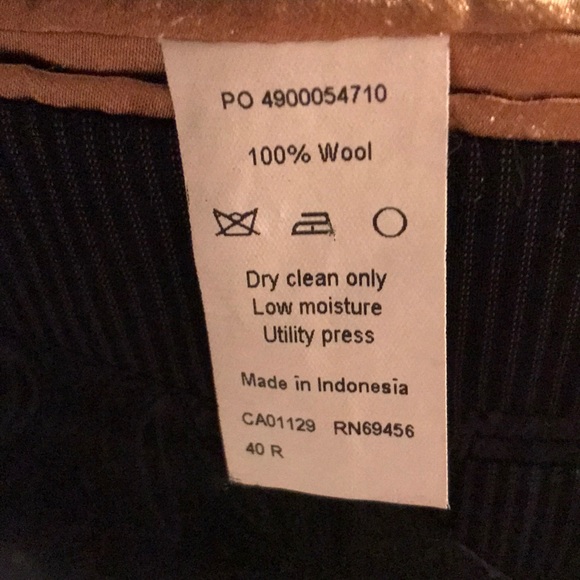 PO 4900054710
100% Wool
Dry clean only
Low moisture
Utility press
Made in Indonesia
CA01129 RN69456
40 R